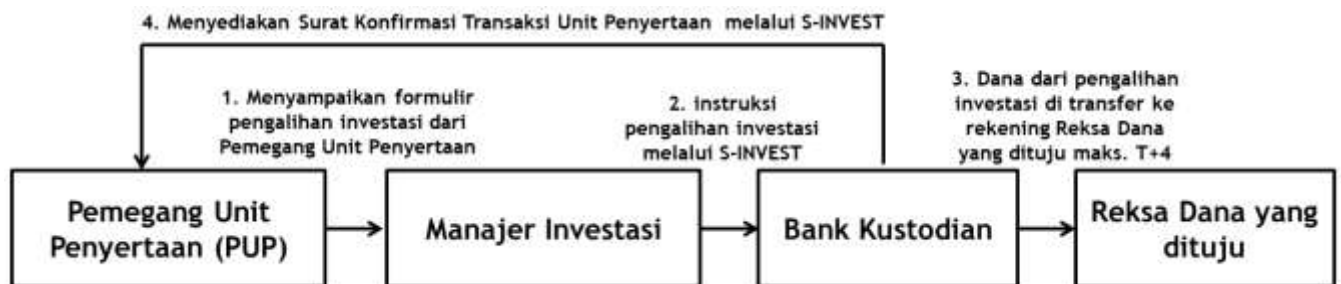 4. Menyediakan Surat Konfirmasi Transaksi Unit Penyertaan melalui S-INVEST
1. Menyampaikan formulir
pengalihan investasi dari
Pemegang Unit Penyertaan
2. instruksi
pengalihan investasi
melalui S-INVEST
3. Dana dari pengalihan
investasi di transfer ke
rekening Reksa Dana
yang dituju maks. T+4
Pemegang Unit
Penyertaan (PUP)
Manajer Investasi
Bank Kustodian
Reksa Dana yang
dituju